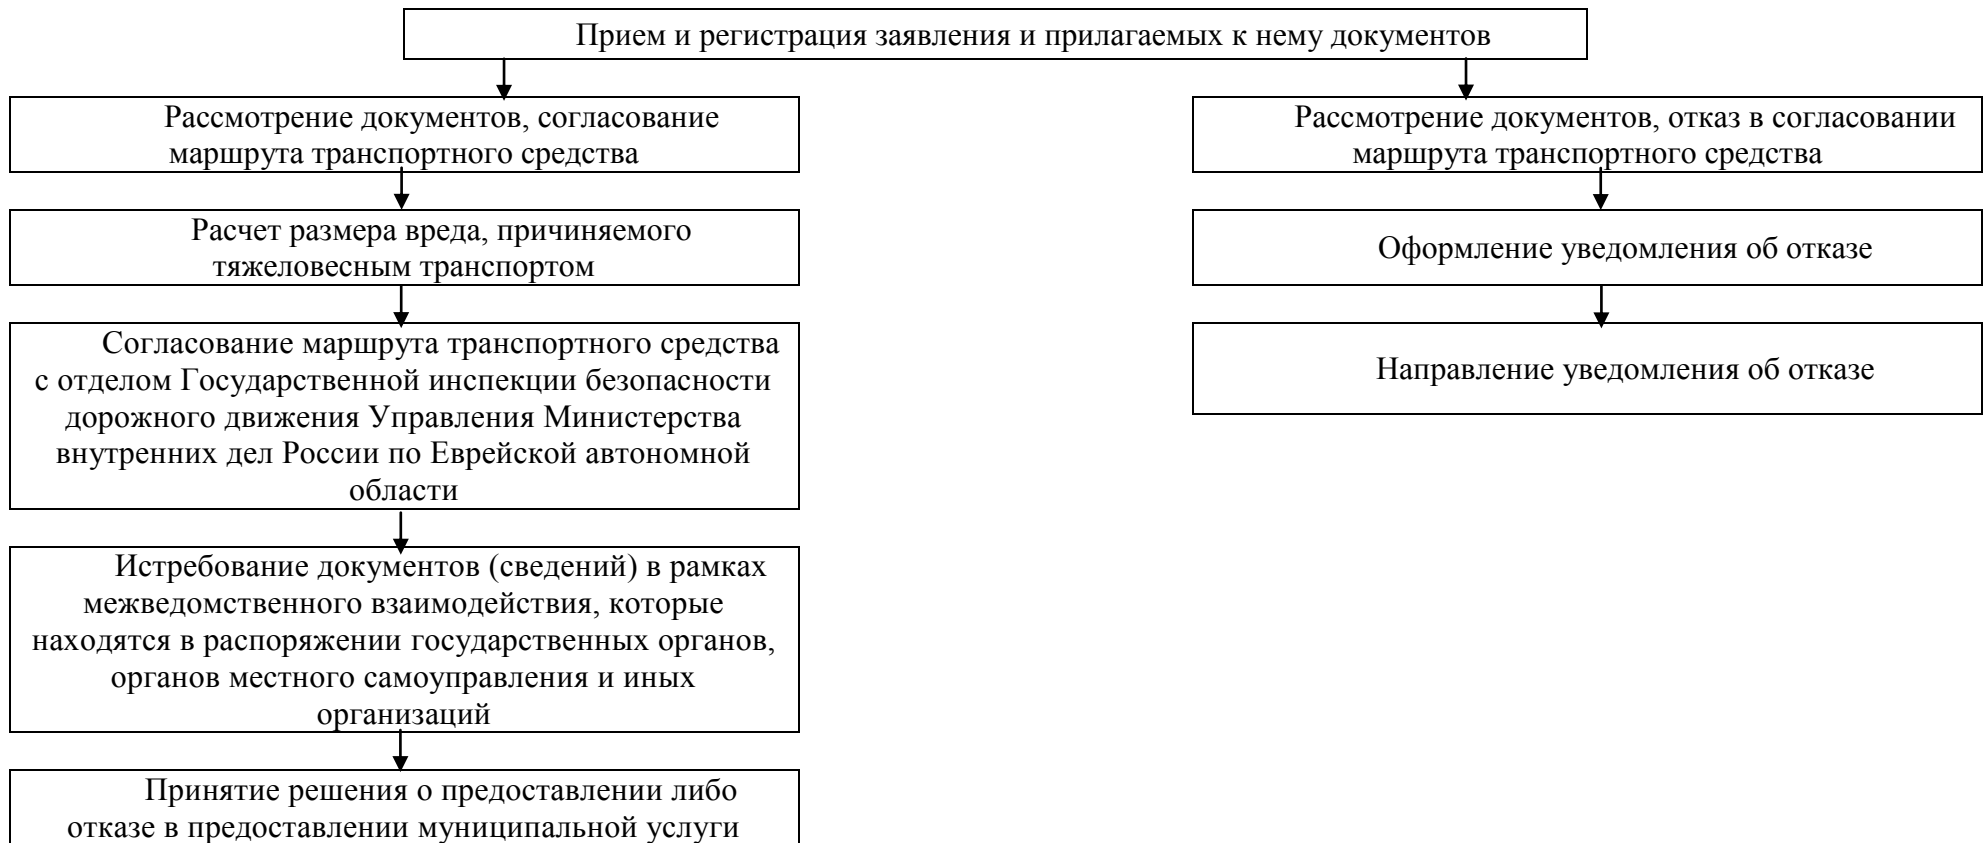 Прием и регистрация заявления и прилагаемых к нему документов
Рассмотрение документов, согласование
маршрута транспортного средства
Рассмотрение документов, отказ в согласовании
маршрута транспортного средства
Расчет размера вреда, причиняемого
тяжеловесным транспортом
Оформление уведомления об отказе
Согласование маршрута транспортного средства
с отделом Государственной инспекции безопасности
дорожного движения Управления Министерства
внутренних дел России по Еврейской автономной
области
Направление уведомления об отказе
Истребование документов (сведений) в рамках
межведомственного взаимодействия, которые
находятся в распоряжении государственных органов,
органов местного самоуправления и иных
организаций
Принятие решения о предоставлении либо
отказе в предоставлении муниципальной услуги